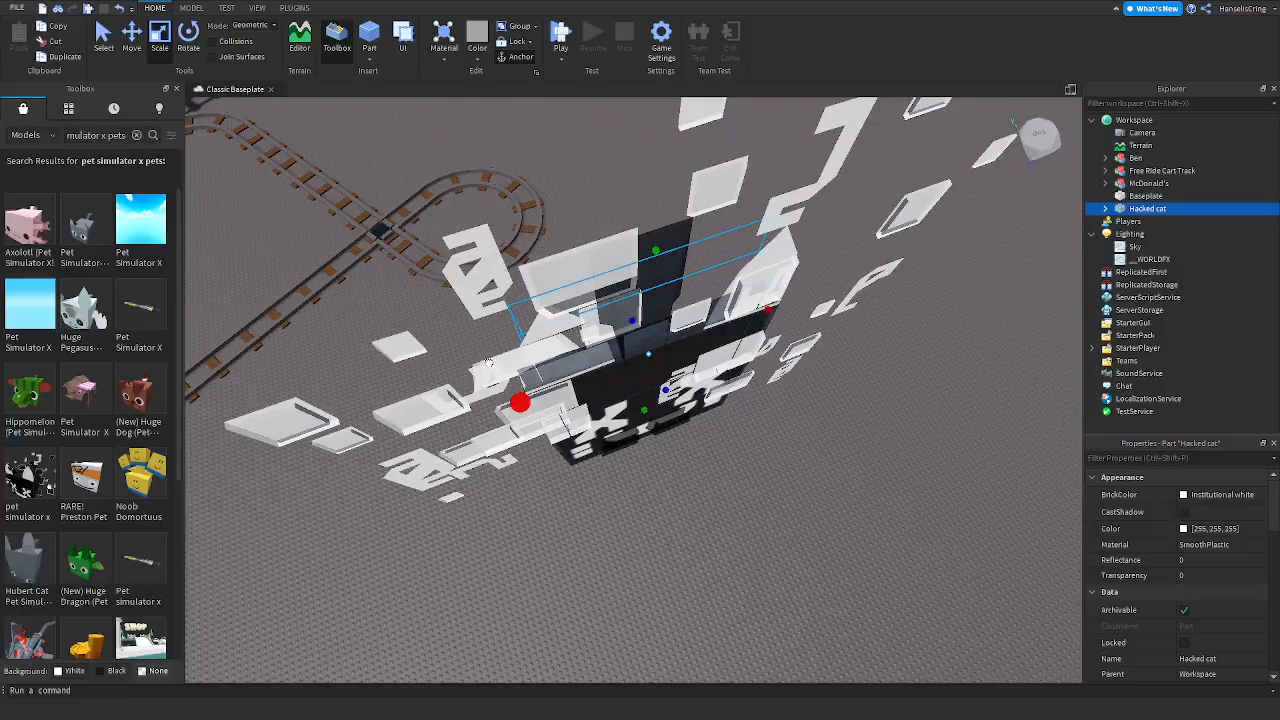 FILE
HOME
MODEL
TEST
VIEW
PLUGINS
What's New
HanselisCring
Paste
Copy
Cut
Duplicate
Clipboard
Select
Move
Scale
Rotate
Mode: Geometric
Collisions
Join Surfaces
Tools
Editor
Terrain
Toolbox
Part
UI
Insert
Material
Color
Group
Lock
Anchor
Edit
Play
Resume
Stop
Test
Game
Settings
Settings
Team
Test
Exit
Game
Team Test
Toolbox
Models
mulator x pets
Search Results for pet simulator x pets:
Axolotl (Pet
Simulator X!
Pet
Simulator-
Pet
Simulator
Pet
Simulator X
Huge
Pegasus-
Pet
Simulator
Hippomelon
(Pet Simulat
Pet
Simulator X
(New) Huge
Dog (Pet-
pet
simulator x
RARE!
Preston Pet
Noob
Domortuus
Hubert Cat
Pet Simul-
(New) Huge
Dragon (Pet
Pet
simulator x
Background:
White
Black
None
Run a command
ClassicBaseplate
Explorer
Filter workspace (Ctrl+Shift+X)
Workspace
Camera
Terrain
Ben
Free Ride Cart Track
McDonald's
Baseplate
Hacked cat
Players
Lighting
Sky
__WORLDFX
ReplicatedFirst
ReplicatedStorage
ServerScriptService
ServerStorage
StarterGui
StarterPack
StarterPlayer
Teams
SoundService
Chat
LocalizationService
TestService
Properties - Part "Hacked cat"
Filter Properties (Ctrl+Shift+P)
Appearance
BrickColor Institutional white
CastShadow
Color [255, 255, 255]
Material SmoothPlastic
Reflectance 0
Transparency 0
Data
Archivable
ClassName Part
Locked
Name Hacked cat
Parent Workspace